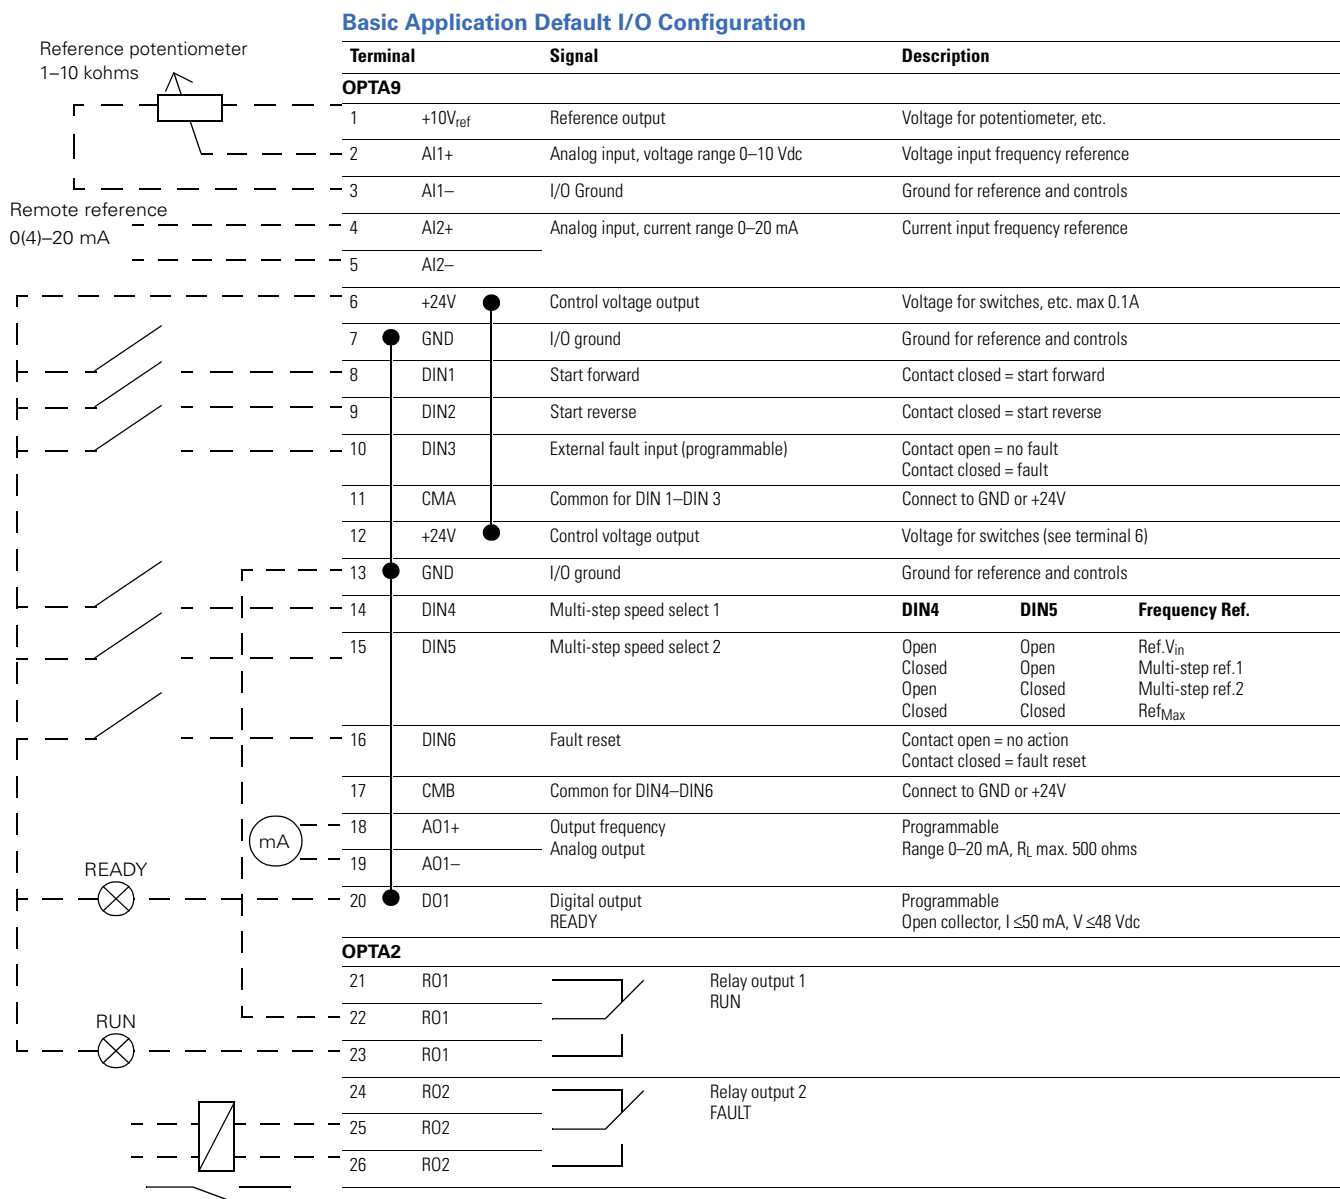 Basic Application Default I/O Configuration
Reference potentiometer
1–10 kohms
Terminal Signal Description
OPTA9
1 +10Vref Reference output Voltage for potentiometer, etc.
2 AI1+ Analog input, voltage range 0–10 Vdc Voltage input frequency reference
3 AI1– I/O Ground Ground for reference and controls
Remote reference
0(4)–20 mA
4 AI2+ Analog input, current range 0–20 mA Current input frequency reference
5 AI2–
6 +24V Control voltage output Voltage for switches, etc. max 0.1A
7 GND I/O ground Ground for reference and controls
8 DIN1 Start forward Contact closed = start forward
9 DIN2 Start reverse Contact closed = start reverse
10 DIN3 External fault input (programmable) Contact open = no fault
Contact closed = fault
11 CMA Common for DIN 1–DIN 3 Connect to GND or +24V
12 +24V Control voltage output Voltage for switches (see terminal 6)
13 GND I/O ground Ground for reference and controls
14 DIN4 Multi-step speed select 1 DIN4 DIN5 Frequency Ref.
15 DIN5 Multi-step speed select 2 Open Open Ref.Vin
Closed Open Multi-step ref.1
Open Closed Multi-step ref.2
Closed Closed RefMax
16 DIN6 Fault reset Contact open = no action
Contact closed = fault reset
17 CMB Common for DIN4–DIN6 Connect to GND or +24V
mA
18 AO1+ Output frequency Programmable
Analog output Range 0–20 mA, RL max. 500 ohms
19 AO1–
READY
20 DO1 Digital output Programmable
READY Open collector, I ≤50 mA, V ≤48 Vdc
OPTA2
21 RO1 Relay output 1
RUN
22 RO1
RUN
23 RO1
24 RO2 Relay output 2
FAULT
25 RO2
26 RO2